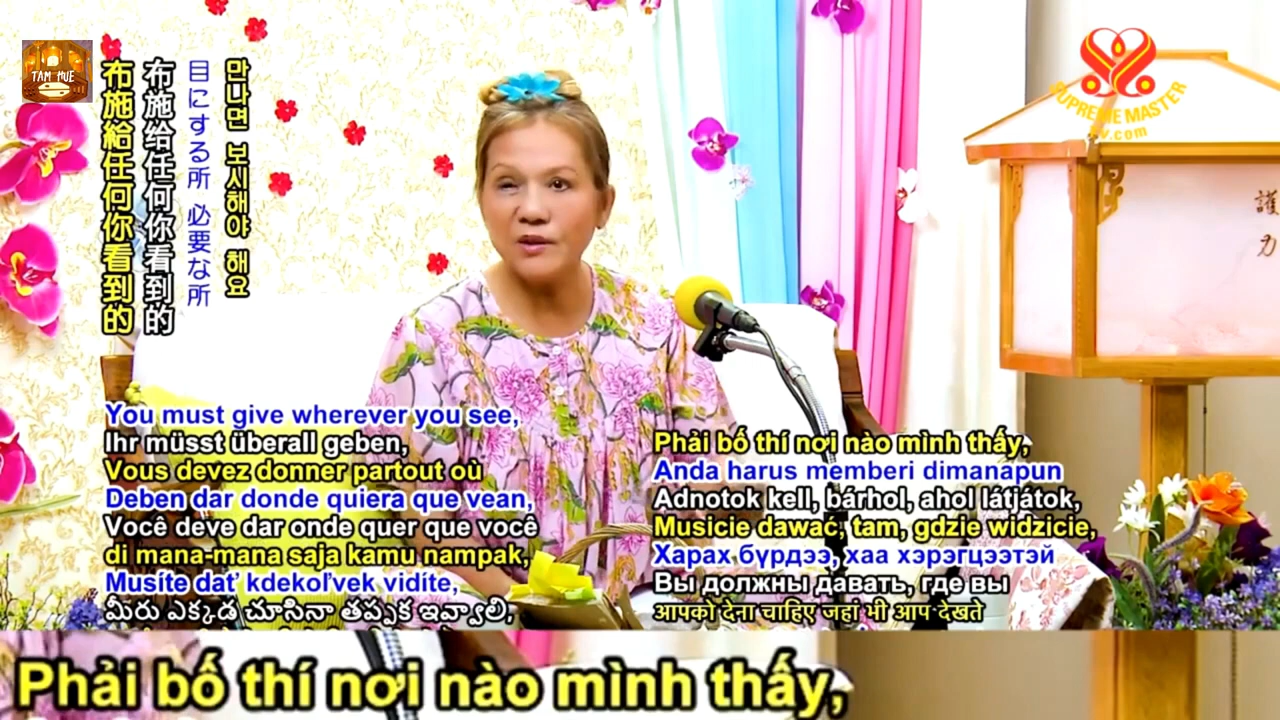 TAM HUE
布施給任何你看到的
布施给任何你看到的
目にする所 必要な所
만나면 보시해야 해요
SUPREME MASTER
TV.com
護力
You must give wherever you see,
Ihr müsst überall geben,
Vous devez donner partout où
Deben dar donde quiera que vean,
Você deve dar onde quer que você
di mana-mana saja kamu nampak,
Musíte dať kdekoľvek vidíte,
మీరు ఎక్కడ చూసినా తప్పక ఇవ్వాలి,
Phải bố thí nơi nào mình thấy,
Anda harus memberi dimanapun
Adnotok kell, bárhol, ahol látjátok,
Musicie dawać, tam, gdzie widzicie,
Харах бүрдээ, хаа хэрэгцээтэй
Вы должны давать, где вы
आपको देना चाहिए जहां भी आप देखते
Phải bố thí nơi nào mình thấy,